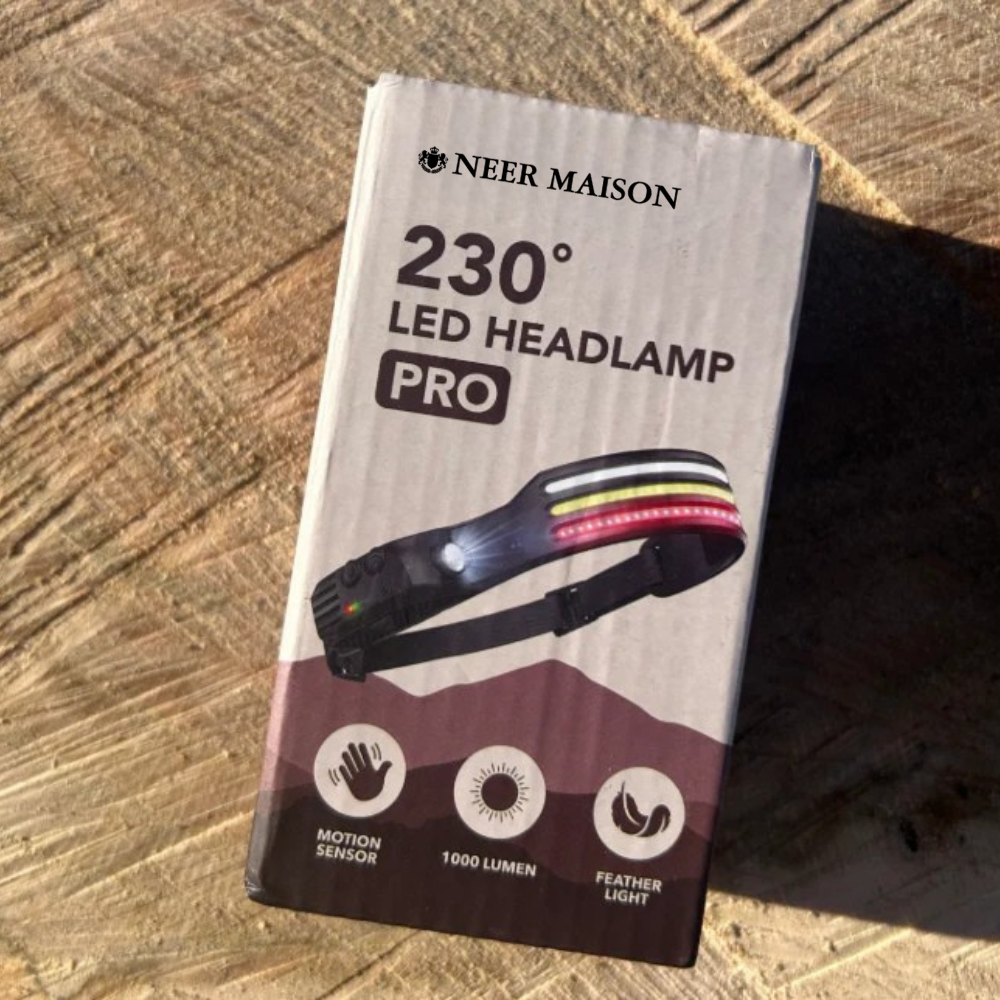 NEER MAISON
230°
LED HEADLAMP
PRO
MOTION
SENSOR
1000 LUMEN
FEATHER
LIGHT